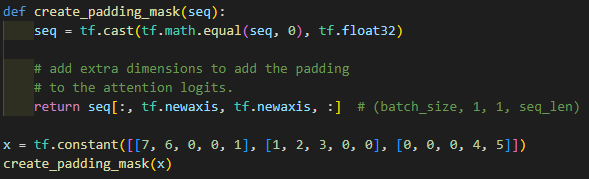 def create_padding_mask(seq):
    seq = tf.cast(tf.math.equal(seq, 0), tf.float32)

    # add extra dimensions to add the padding
    # to the attention logits.
    return seq[:, tf.newaxis, tf.newaxis, :]  # (batch_size, 1, 1, seq_len)

x = tf.constant([[7, 6, 0, 0, 1], [1, 2, 3, 0, 0], [0, 0, 0, 4, 5]])
create_padding_mask(x)